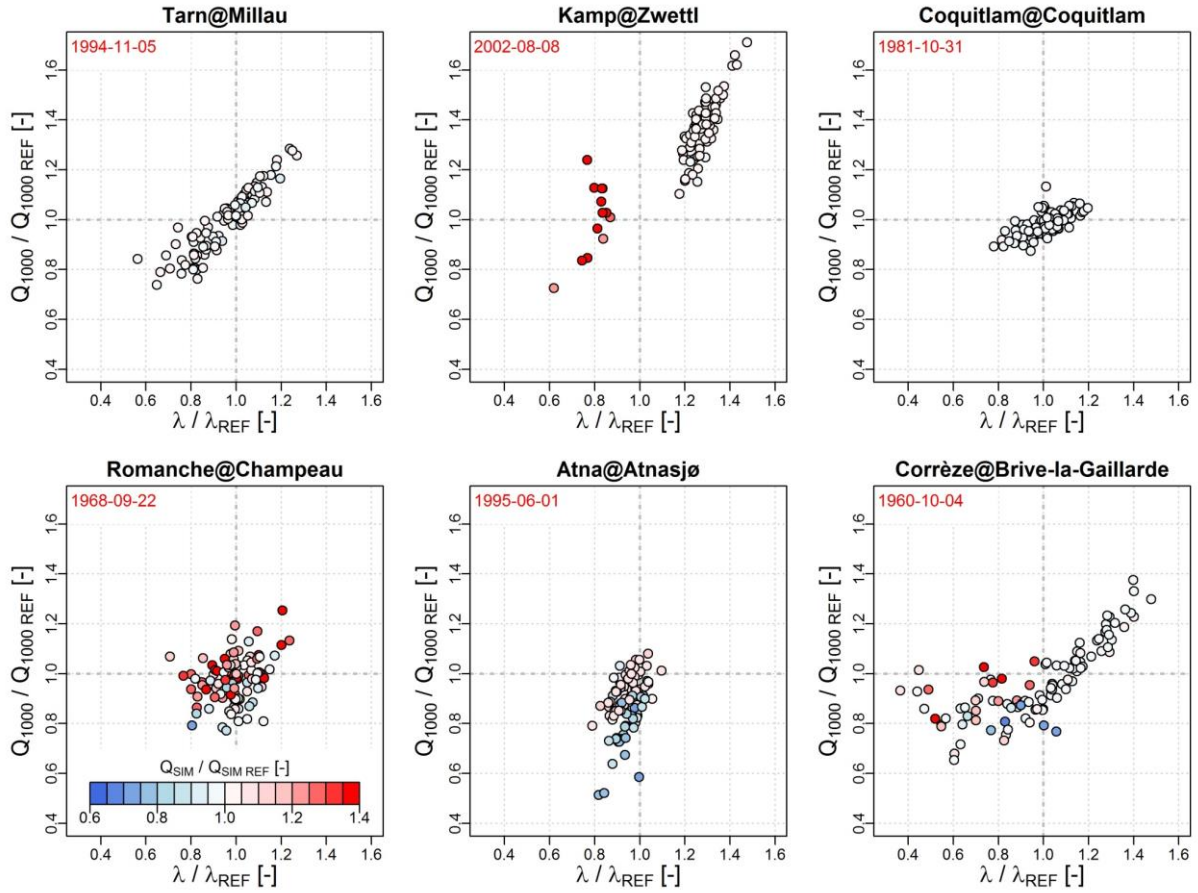 Tarn@Millau
1994-11-05
Q1000 / Q1000 REF [-]
1.6
1.4
1.2
1.0
0.8
0.6
0.4
0.4 0.6 0.8 1.0 1.2 1.4 1.6
λ / λREF [-]
Kamp@Zwettl
2002-08-08
Q1000 / Q1000 REF [-]
1.6
1.4
1.2
1.0
0.8
0.6
0.4
0.4 0.6 0.8 1.0 1.2 1.4 1.6
λ / λREF [-]
Coquitlam@Coquitlam
1981-10-31
Q1000 / Q1000 REF [-]
1.6
1.4
1.2
1.0
0.8
0.6
0.4
0.4 0.6 0.8 1.0 1.2 1.4 1.6
λ / λREF [-]
Romanche@Champeau
1968-09-22
Q1000 / Q1000 REF [-]
1.6
1.4
1.2
1.0
0.8
0.6
0.4
QSIM / QSIM REF [-]
0.6 0.8 1.0 1.2 1.4
0.4 0.6 0.8 1.0 1.2 1.4 1.6
λ / λREF [-]
Atna@Atnasjø
1995-06-01
Q1000 / Q1000 REF [-]
1.6
1.4
1.2
1.0
0.8
0.6
0.4
0.4 0.6 0.8 1.0 1.2 1.4 1.6
λ / λREF [-]
Corrèze@Brive-la-Gaillarde
1960-10-04
Q1000 / Q1000 REF [-]
1.6
1.4
1.2
1.0
0.8
0.6
0.4
0.4 0.6 0.8 1.0 1.2 1.4 1.6
λ / λREF [-]